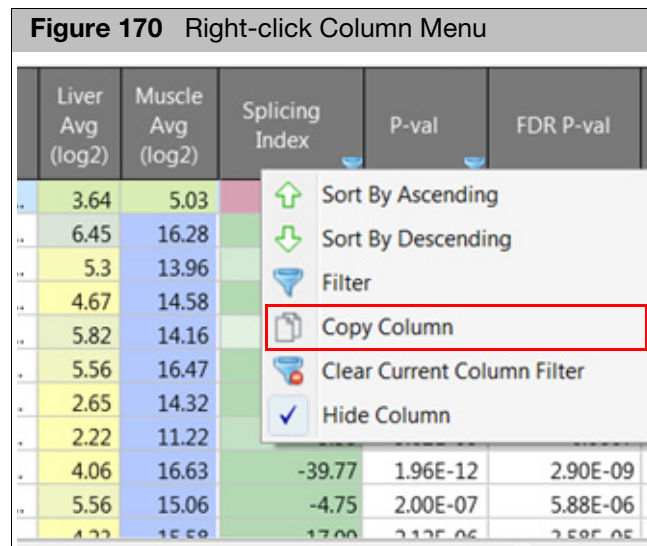 Figure 170 Right-click Column Menu
Liver Avg (log2) Muscle Avg (log2) Splicing Index P-val FDR P-val
.. 3.64 5.03
.. 6.45 16.28
.. 5.3 13.96
.. 4.67 14.58
.. 5.82 14.16
.. 5.56 16.47
.. 2.65 14.32
.. 2.22 11.22
Sort By Ascending
Sort By Descending
Filter
Copy Column
Clear Current Column Filter
Hide Column
.. 4.06 16.63 -39.77 1.96E-12 2.90E-09
.. 5.56 15.06 -4.75 2.00E-07 5.88E-06